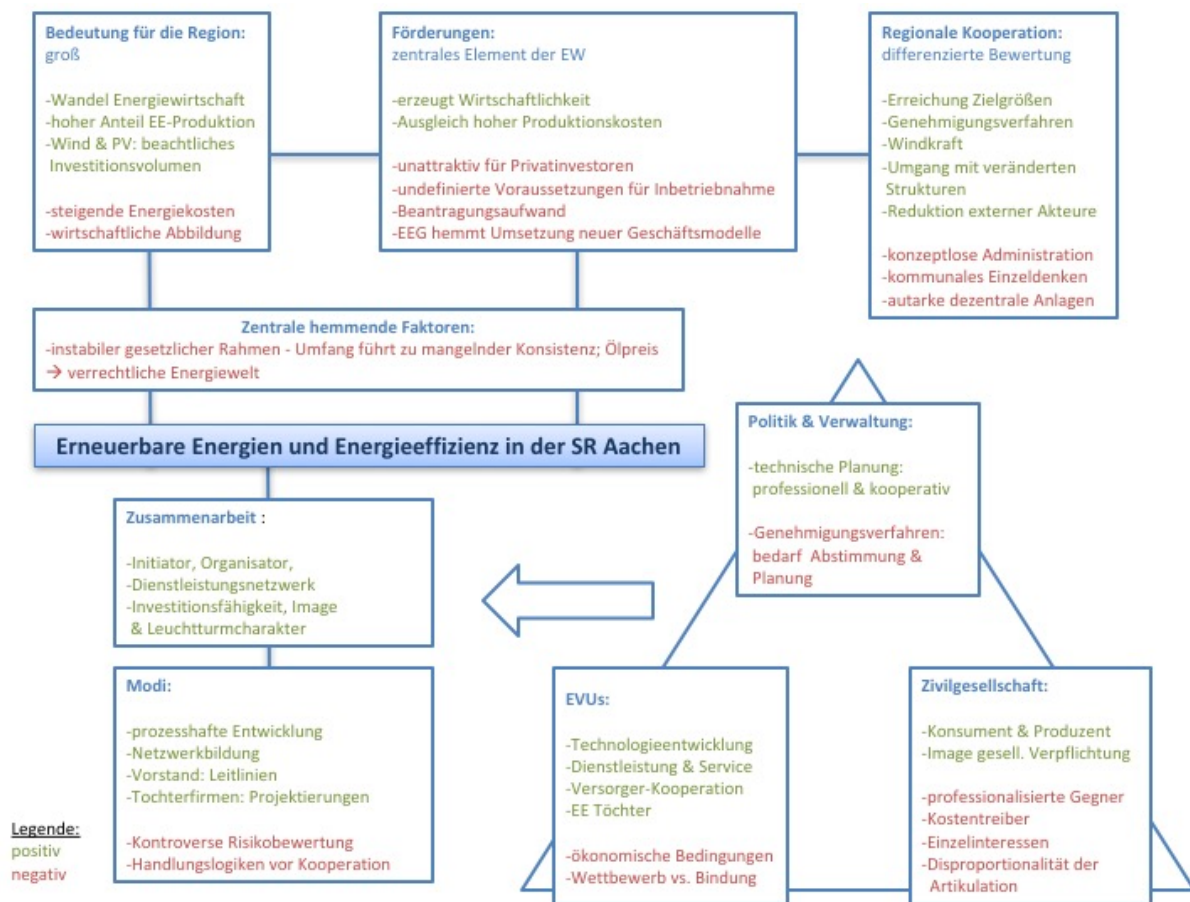 Bedeutung für die Region:
groß
-Wandel Energiewirtschaft
-hoher Anteil EE-Produktion
-Wind & PV: beachtliches
Investitionsvolumen
-steigende Energiekosten
-wirtschaftliche Abbildung
Förderungen:
zentrales Element der EW
-erzeugt Wirtschaftlichkeit
-Ausgleich hoher Produktionskosten
-unattraktiv für Privatinvestoren
-undefinierte Voraussetzungen für Inbetriebnahme
-Beantragungsaufwand
-EEG hemmt Umsetzung neuer Geschäftsmodelle
Regionale Kooperation:
differenzierte Bewertung
-Erreichung Zielgrößen
-Genehmigungsverfahren
-Windkraft
-Umgang mit veränderten
Strukturen
-Reduktion externer Akteure
-konzeptlose Administration
-kommunales Einzeldenken
-autarke dezentrale Anlagen
Zentrale hemmende Faktoren:
-instabiler gesetzlicher Rahmen - Umfang führt zu mangelnder Konsistenz; Ölpreis
→ verrechtliche Energiewelt
Erneuerbare Energien und Energieeffizienz in der SR Aachen
Politik & Verwaltung:
-technische Planung:
professionell & kooperativ
-Genehmigungsverfahren:
bedarf Abstimmung &
Planung
Zusammenarbeit :
-Initiator, Organisator,
-Dienstleistungsnetzwerk
-Investitionsfähigkeit, Image
& Leuchtturmcharakter
Modi:
-prozesshafte Entwicklung
-Netzwerkbildung
-Vorstand: Leitlinien
-Tochterfirmen: Projektierungen
-Kontroverse Risikobewertung
-Handlungslogiken vor Kooperation
EVUs:
-Technologieentwicklung
-Dienstleistung & Service
-Versorger-Kooperation
-EE Töchter
-ökonomische Bedingungen
-Wettbewerb vs. Bindung
Zivilgesellschaft:
-Konsument & Produzent
-Image gesell. Verpflichtung
-professionalisierte Gegner
-Kostentreiber
-Einzelinteressen
-Disproportionalität der
Artikulation
Legende:
positiv
negativ